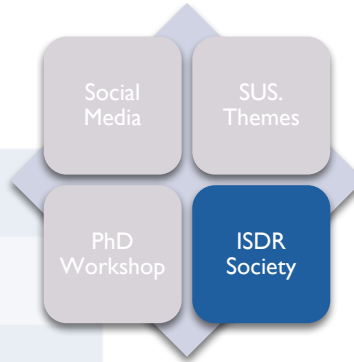 Social
Media
SUS.
Themes
PhD
Workshop
ISDR
Society